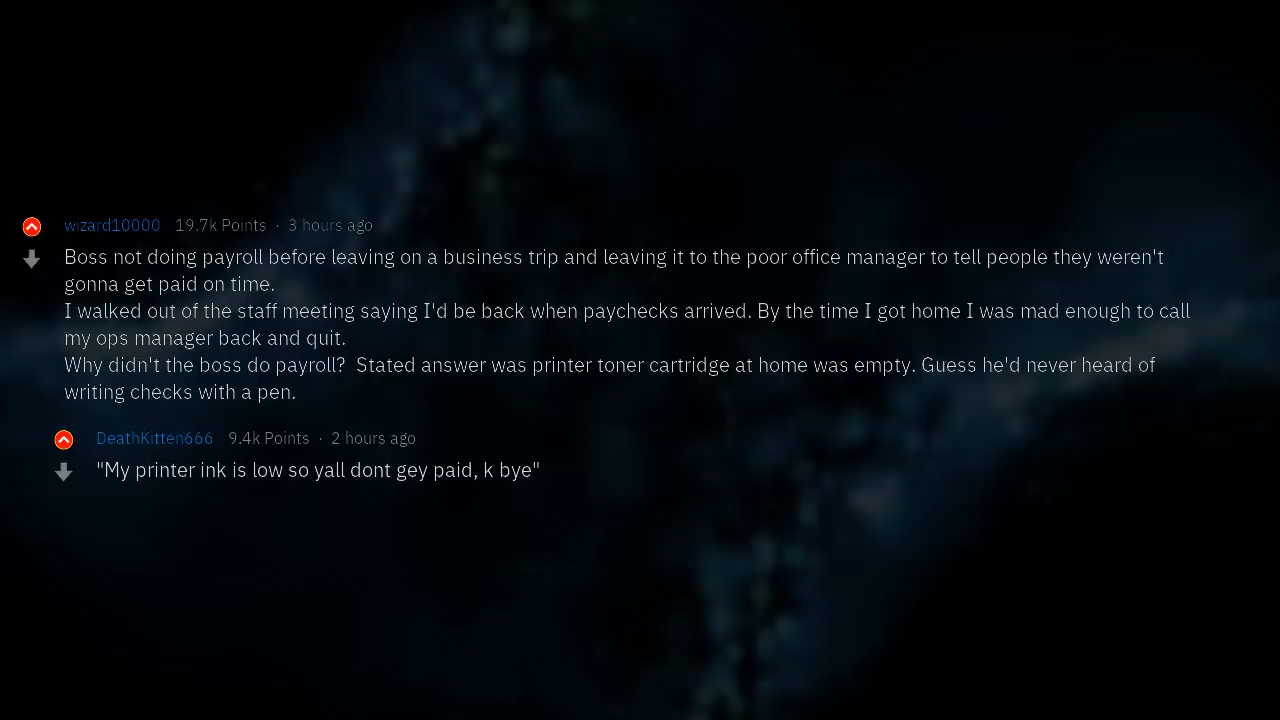 wizard10000 19.7k Points · 3 hours ago
Boss not doing payroll before leaving on a business trip and leaving it to the poor office manager to tell people they weren't
gonna get paid on time.
I walked out of the staff meeting saying I'd be back when paychecks arrived. By the time I got home I was mad enough to call
my ops manager back and quit.
Why didn't the boss do payroll?  Stated answer was printer toner cartridge at home was empty. Guess he'd never heard of
writing checks with a pen.
DeathKitten666 9.4k Points · 2 hours ago
"My printer ink is low so yall dont gey paid, k bye"